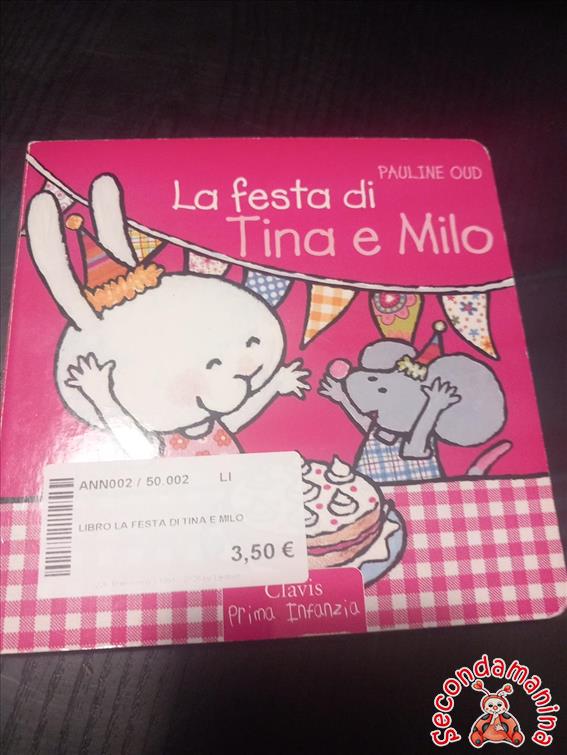 PAULINE OUD
La festa di
Tina e Milo
ANN002 / 50.002 LI
LIBRO LA FESTA DI TINA E MILO
3,50 €
Clavis
Prima Infanzia
Secondamanina